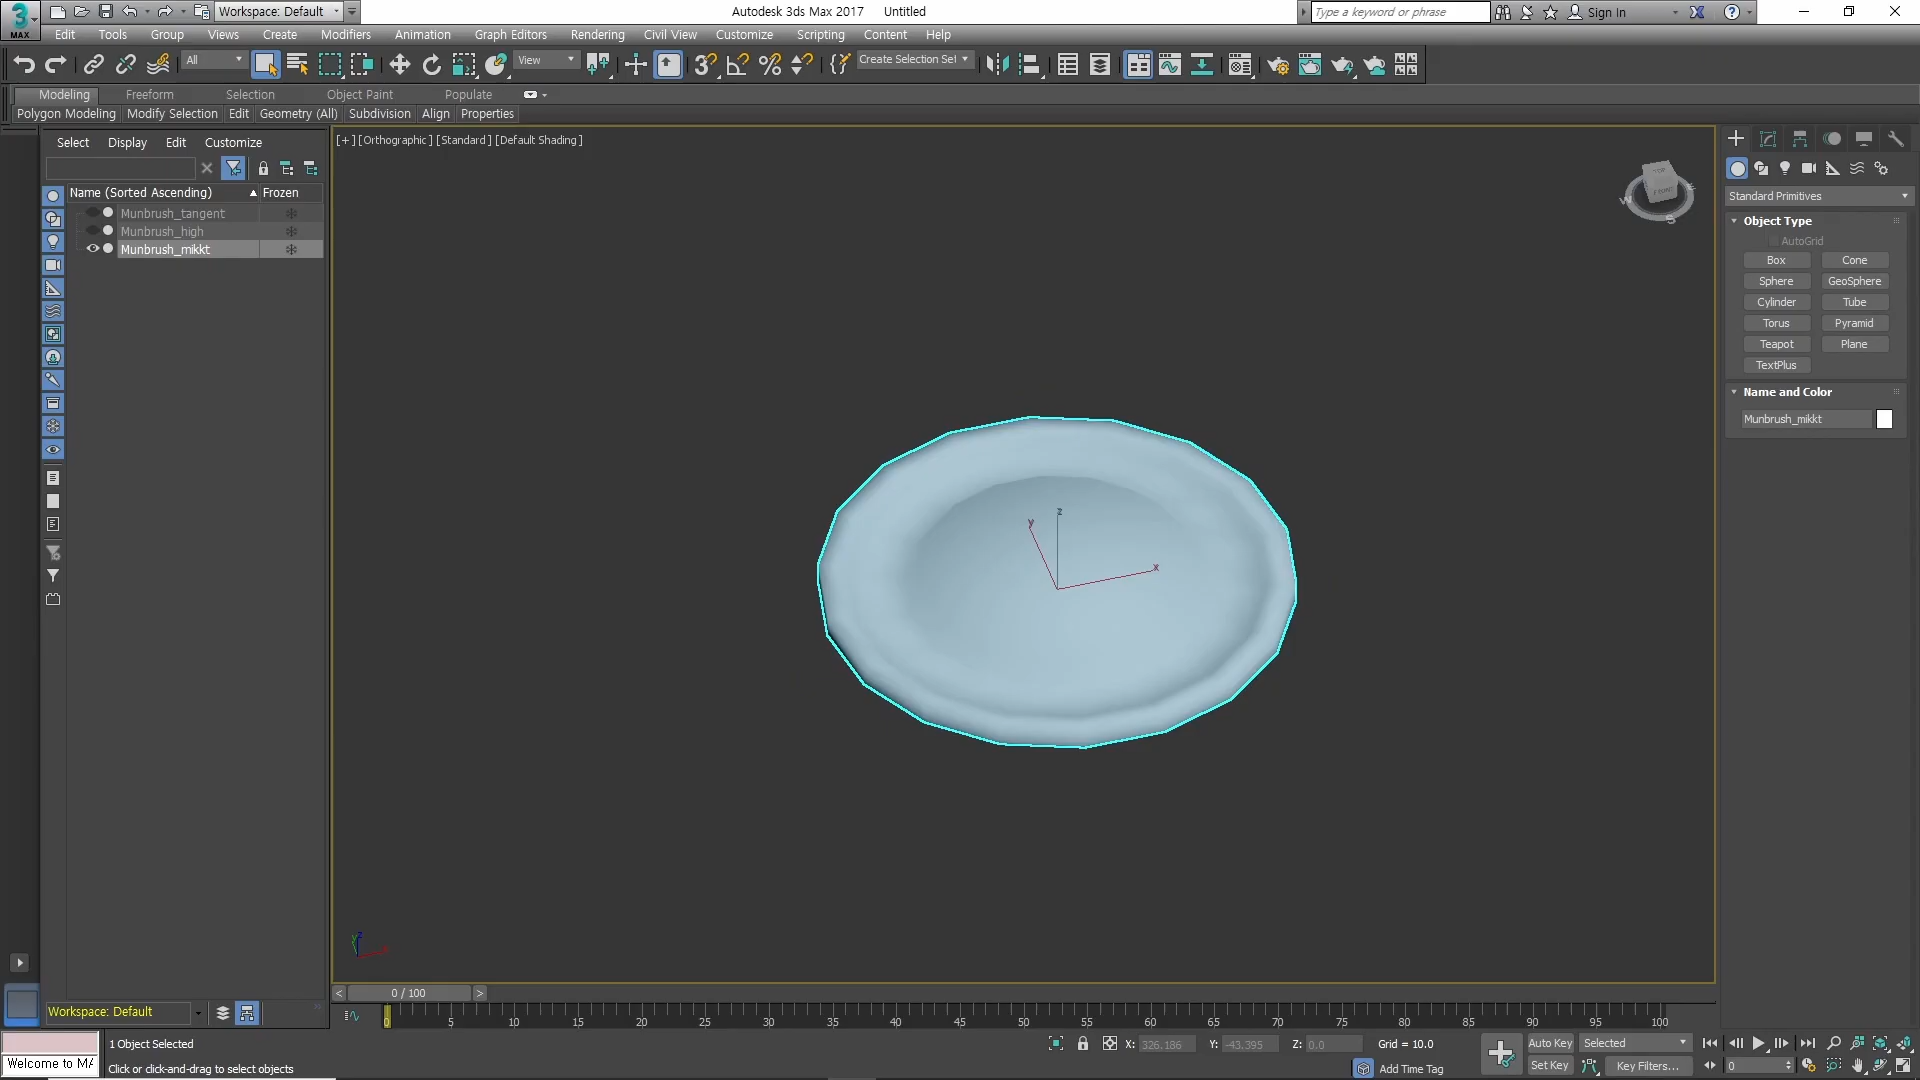 3
MAX
Workspace: Default
Autodesk 3ds Max 2017 Untitled
Type a keyword or phrase
Sign In
Edit Tools Group Views Create Modifiers Animation Graph Editors Rendering Civil View Customize Scripting Content Help
All
View
Create Selection Sel
Modeling Freeform Selection Object Paint Populate
Polygon Modeling Modify Selection Edit Geometry (All) Subdivision Align Properties
Select Display Edit Customize
Name (Sorted Ascending) Frozen
Munbrush_tangent
Munbrush_high
Munbrush_mikkt
[+] [Orthographic] [Standard] [Default Shading]
TOP
FRONT
W
S
z
y
x
Standard Primitives
Object Type
AutoGrid
Box Cone
Sphere GeoSphere
Cylinder Tube
Torus Pyramid
Teapot Plane
TextPlus
Name and Color
Munbrush_mikkt
< 0 / 100 >
Workspace: Default
0 5 10 15 20 25 30 35 40 45 50 55 60 65 70 75 80 85 90 95 100
1 Object Selected
X: 326.186 Y: -43.395 Z: 0.0 Grid = 10.0
Auto Key Selected
Welcome to MA
Click or click-and-drag to select objects
Add Time Tag
Set Key Key Filters...
0